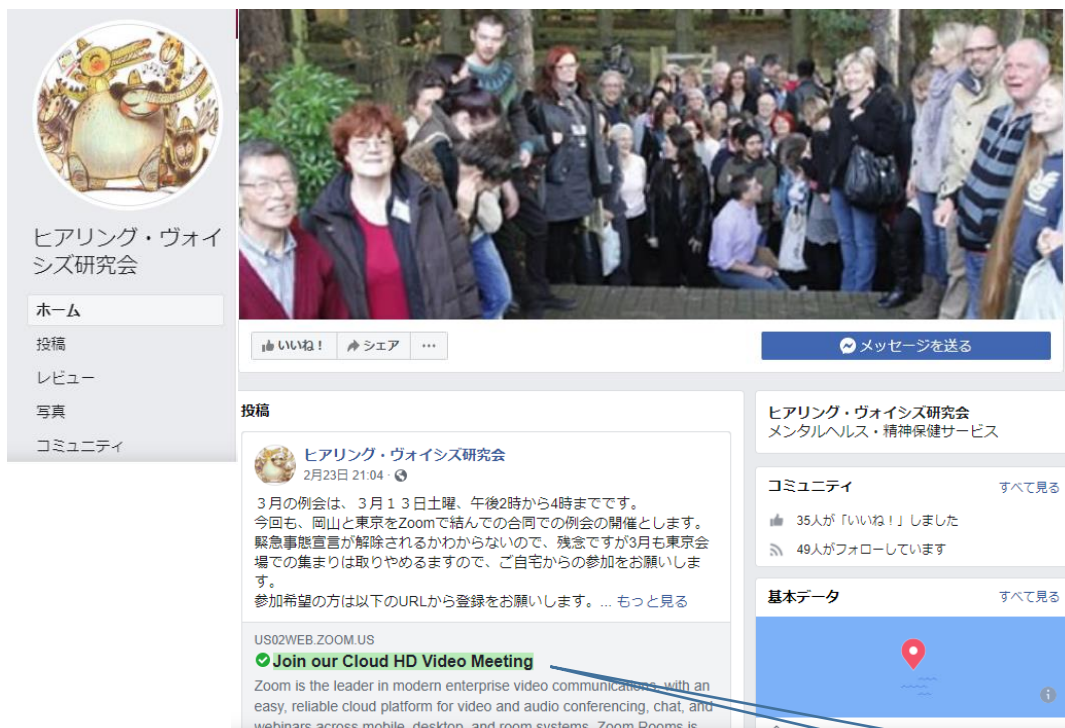 ヒアリング・ヴォイ
シズ研究会
ホーム
投稿
レビュー
写真
コミュニティ
いいね！
シェア
…
メッセージを送る
投稿
ヒアリング・ヴォイシズ研究会
2月23日 21:04 ·
３月の例会は、３月１３日土曜、午後2時から4時までです。
今回も、岡山と東京をZoomで結んでの合同での例会の開催とします。
緊急事態宣言が解除されるかわからないので、残念ですが3月も東京会
場での集まりは取りやめるますので、ご自宅からの参加をお願いしま
す。
参加希望の方は以下のURLから登録をお願いします。... もっと見る
US02WEB.ZOOM.US
Join our Cloud HD Video Meeting
Zoom is the leader in modern enterprise video communications, with an
easy, reliable cloud platform for video and audio conferencing, chat, and
webinars across mobile, desktop, and room systems. Zoom Rooms is
ヒアリング・ヴォイシズ研究会
メンタルヘルス・精神保健サービス
コミュニティ
すべて見る
35人が「いいね！」しました
49人がフォローしています
基本データ
すべて見る